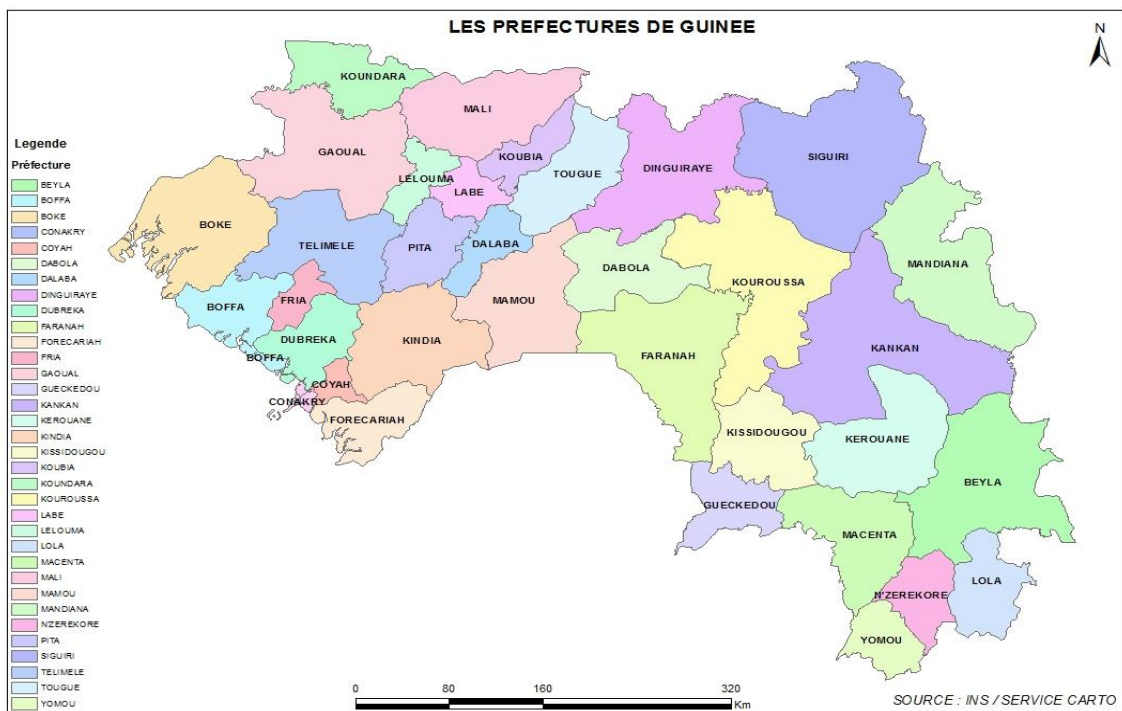 LES PREFECTURES DE GUINEE
N
Legende
Préfecture
BEYLA
BOFFA
BOKE
CONAKRY
COYAH
DABOLA
DALABA
DINGUIRAYE
DUBREKA
FARANAH
FORECARIAH
FRIA
GAOUAL
GUECKEDOU
KANKAN
KEROUANE
KINDIA
KISSIDOUGOU
KOUBIA
KOUNDARA
KOUROUSSA
LABE
LELOUMA
LOLA
MACENTA
MALI
MAMOU
MANDIANA
N'ZEREKORE
PITA
SIGUIRI
TELIMELE
TOUGUE
YOMOU
KOUNDARA
MALI
GAOUAL
KOUBIA
SIGUIRI
DINGUIRAYE
TOUGUE
LELOUMA
LABE
BOKE
TELIMELE
PITA
DALABA
DABOLA
MANDIANA
KOUROUSSA
MAMOU
BOFFA
FRIA
DUBREKA
KINDIA
KANKAN
FARANAH
BOFFA
COYAH
CONAKRY
FORECARIAH
KISSIDOUGOU
KEROUANE
BEYLA
GUECKEDOU
MACENTA
LOLA
N'ZEREKORE
YOMOU
0 80 160 320
Km
SOURCE : INS / SERVICE CARTO